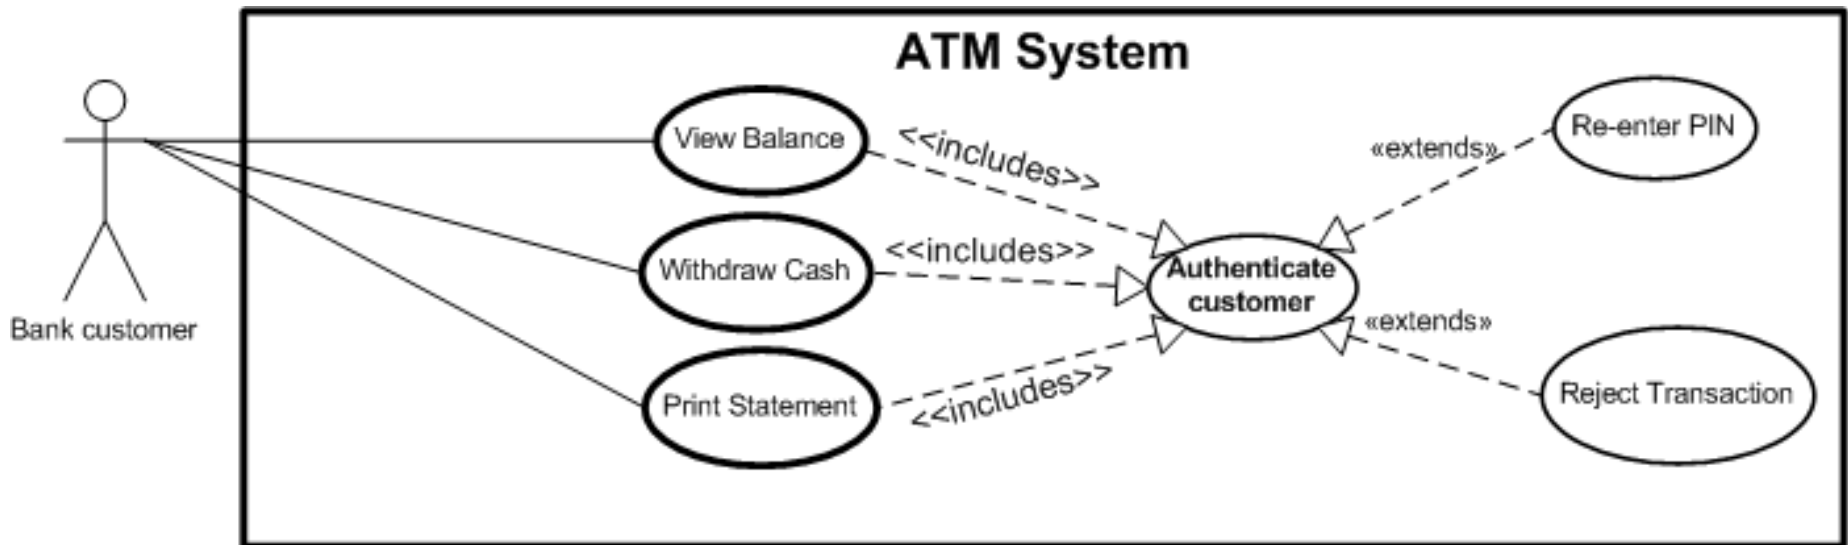 ATM System
View Balance
<<includes>>
Re-enter PIN
«extends»
Withdraw Cash
<<includes>>
Authenticate
customer
Bank customer
«extends»
Print Statement
<<includes>>
Reject Transaction